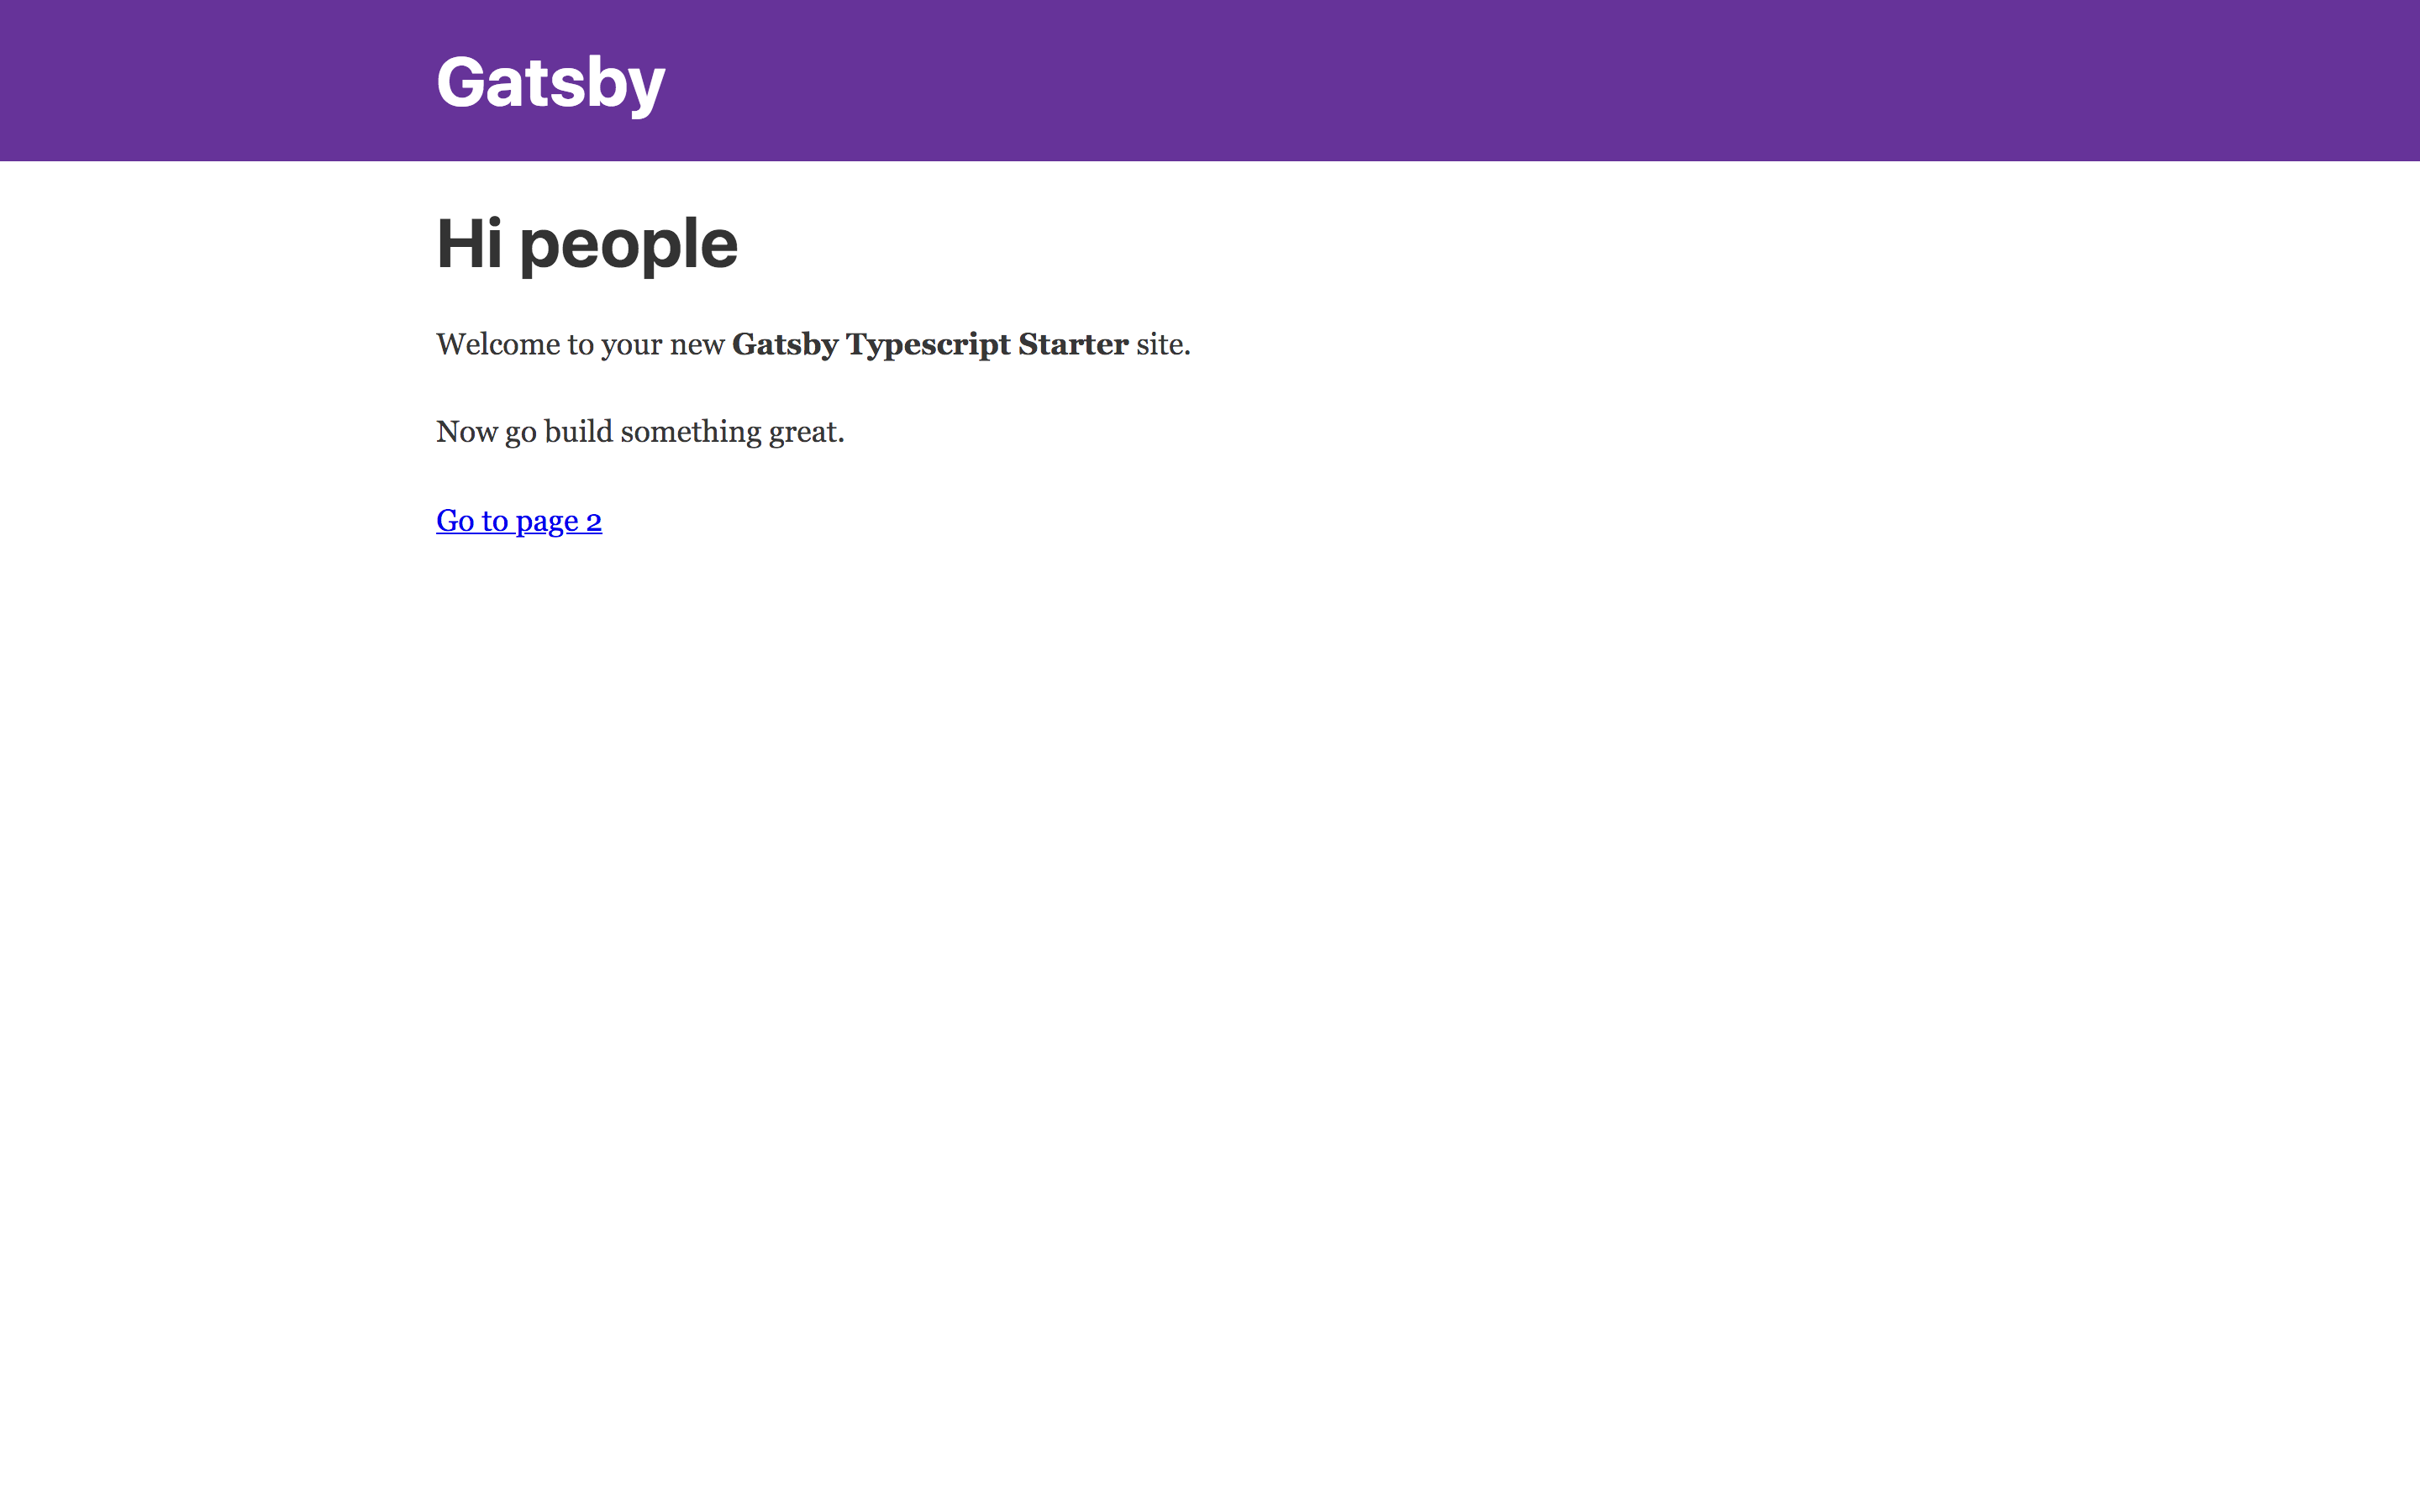 Gatsby
Hi people
Welcome to your new Gatsby Typescript Starter site.
Now go build something great.
Go to page 2